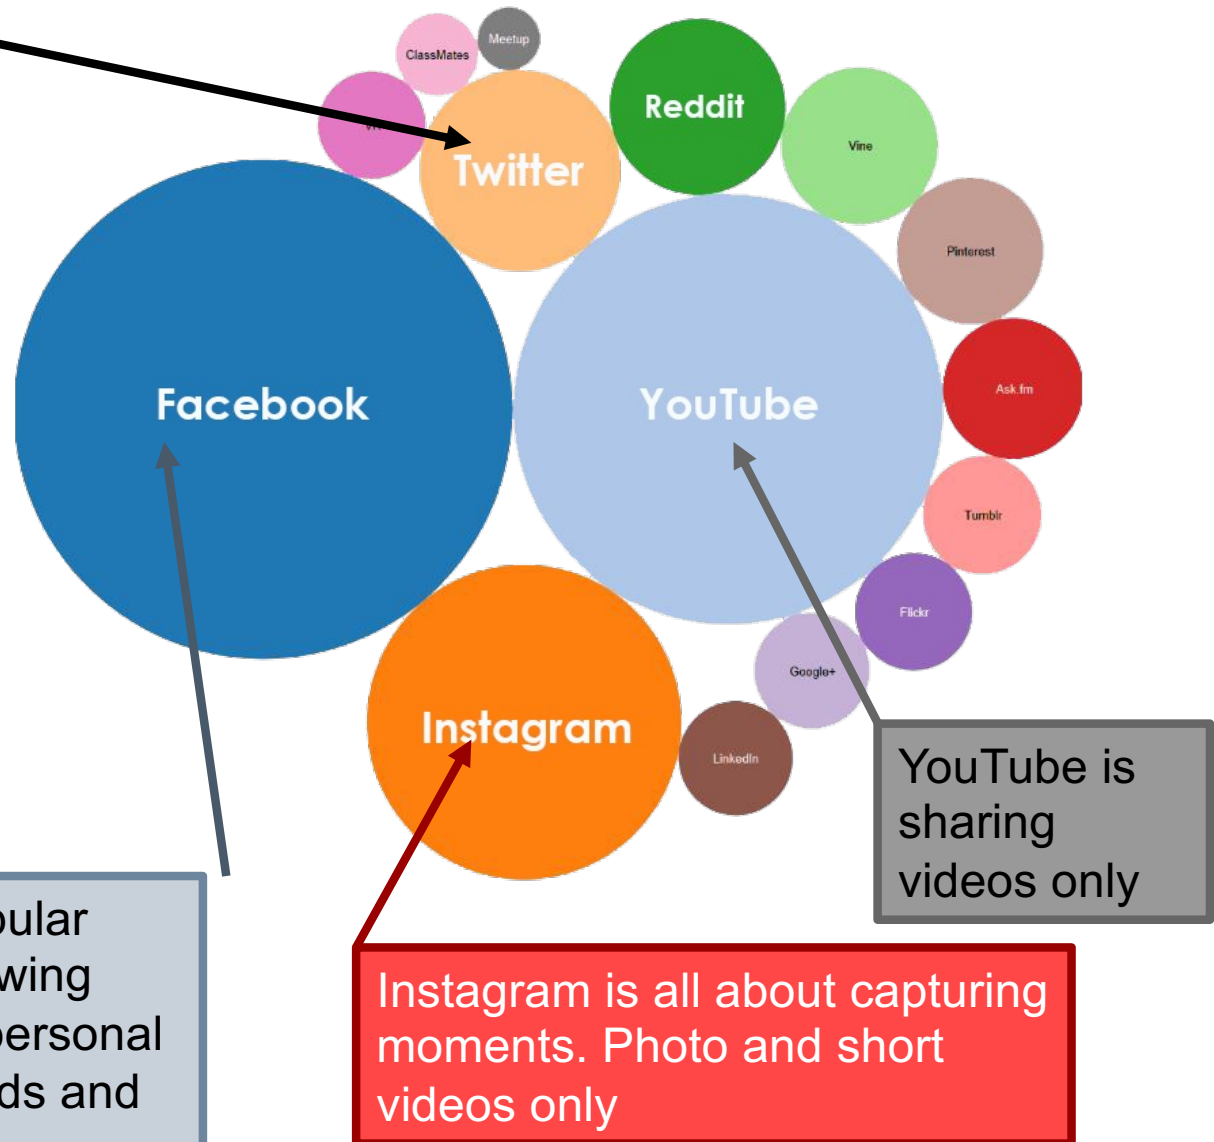 Meetup
ClassMates
Reddit
Vine
Twitter
Pinterest
Facebook
YouTube
Ask.fm
Tumblr
Flickr
Google+
Instagram
LinkedIn
YouTube is
sharing
videos only
pular
wing
personal
ds and
Instagram is all about capturing
moments. Photo and short
videos only